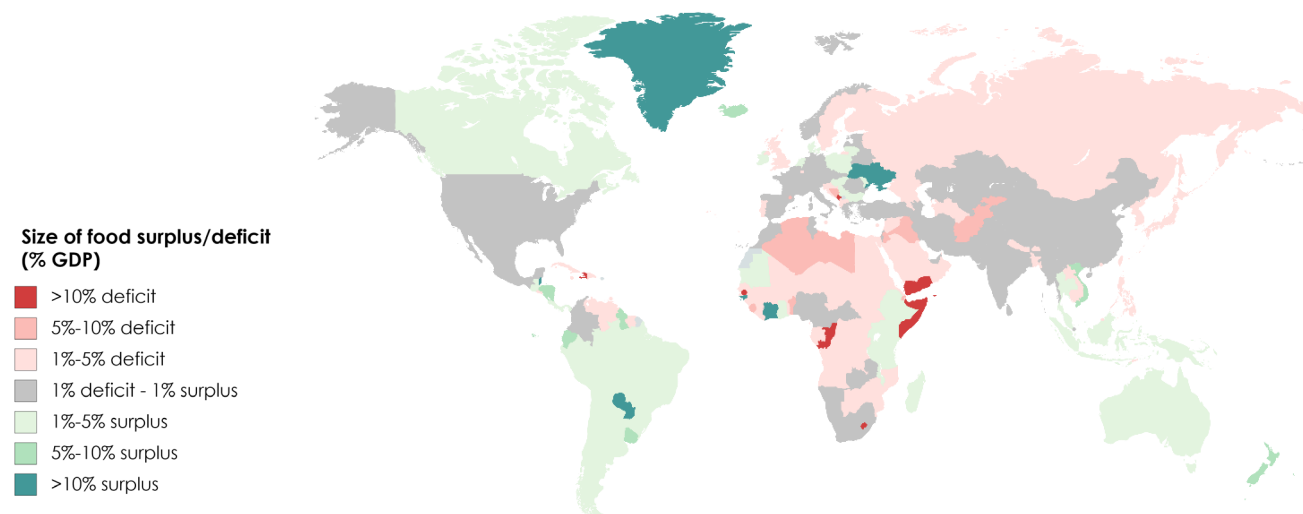 Size of food surplus/deficit
(% GDP)
>10% deficit
5%-10% deficit
1%-5% deficit
1% deficit - 1% surplus
1%-5% surplus
5%-10% surplus
>10% surplus